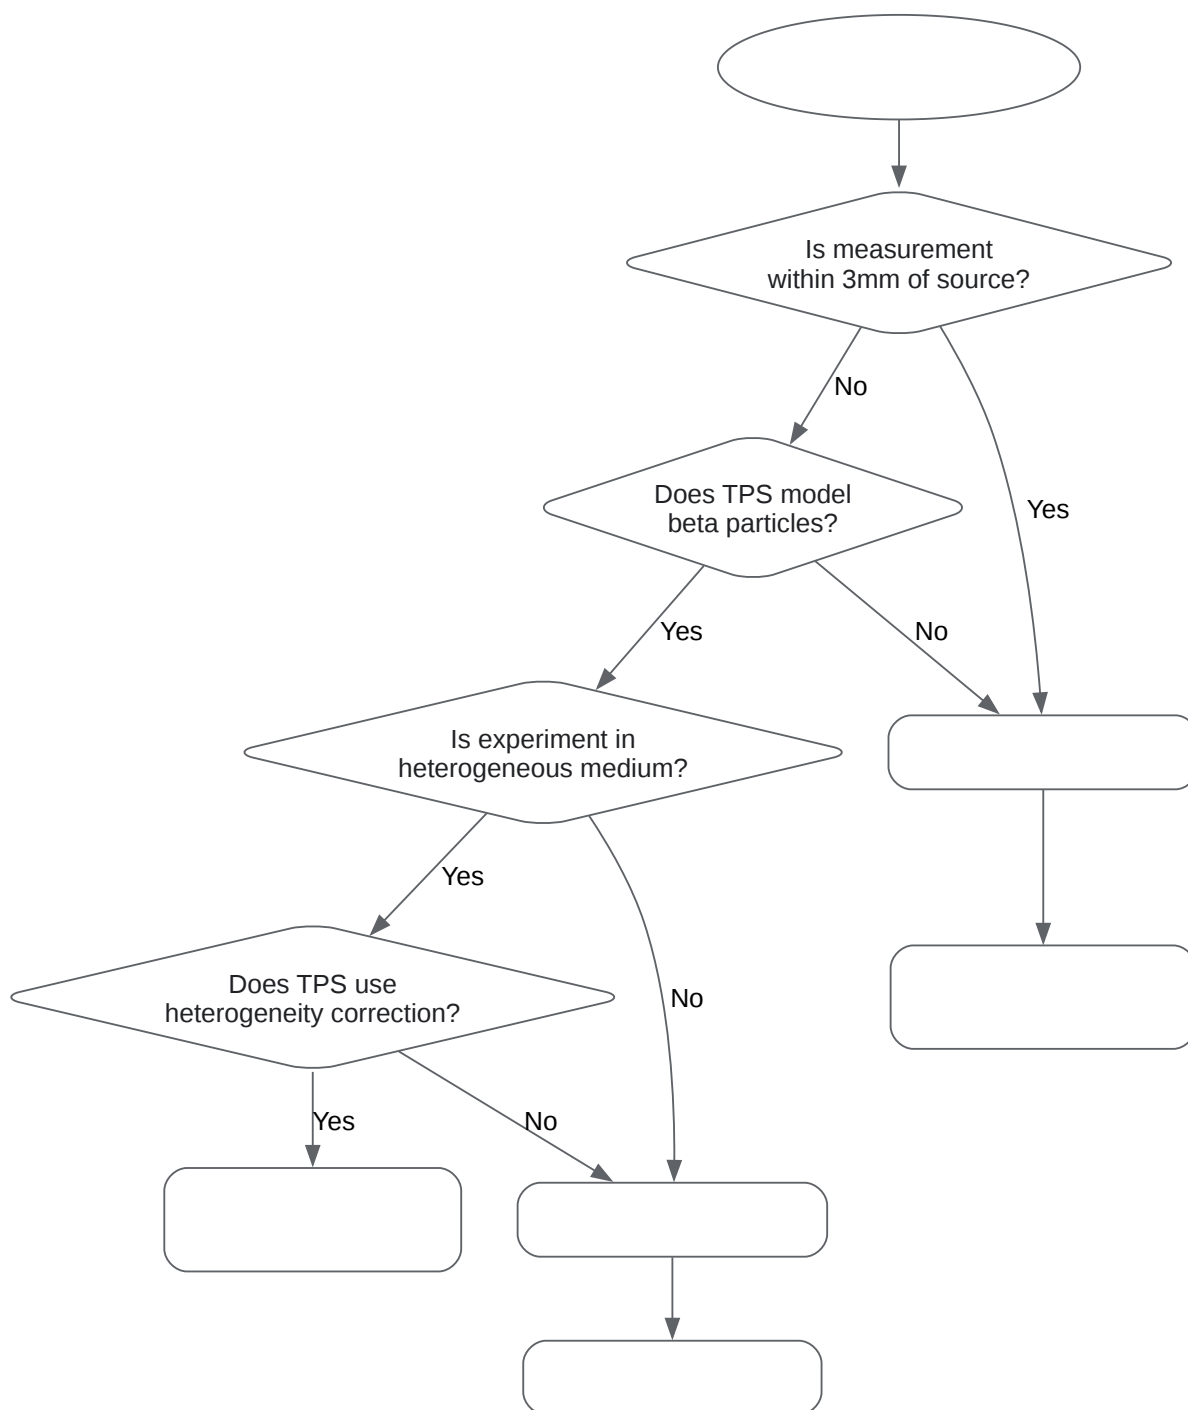 Is measurement
within 3mm of source?
No
Yes
Does TPS model
beta particles?
Yes
No
Is experiment in
heterogeneous medium?
Yes
No
Does TPS use
heterogeneity correction?
Yes
No